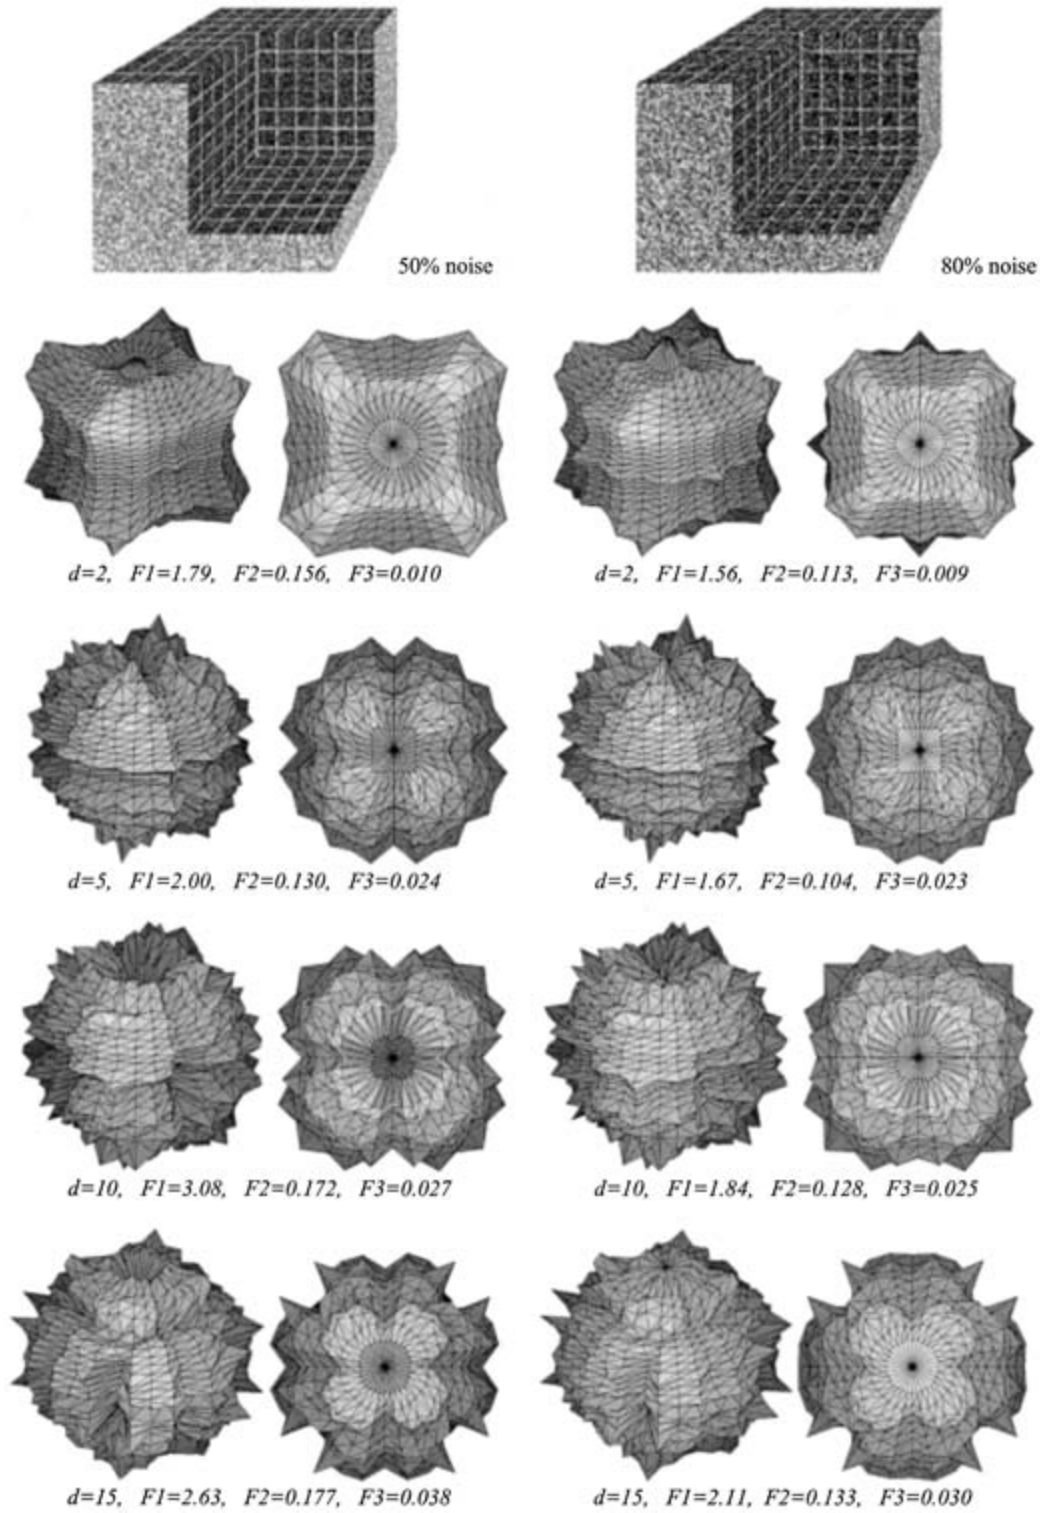 50% noise
80% noise
d=2, F1=1.79, F2=0.156, F3=0.010
d=2, F1=1.56, F2=0.113, F3=0.009
d=5, F1=2.00, F2=0.130, F3=0.024
d=5, F1=1.67, F2=0.104, F3=0.023
d=10, F1=3.08, F2=0.172, F3=0.027
d=10, F1=1.84, F2=0.128, F3=0.025
d=15, F1=2.63, F2=0.177, F3=0.038
d=15, F1=2.11, F2=0.133, F3=0.030